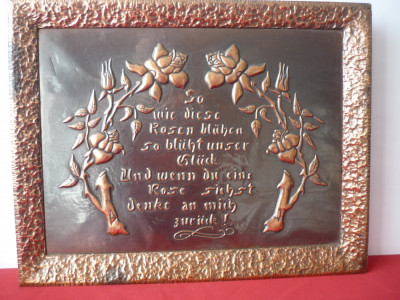 So
wie diese
Rosen blühen
so blüht unser
Glück
Und wenn du eine
Rose siehst
denke an mich
zurück!